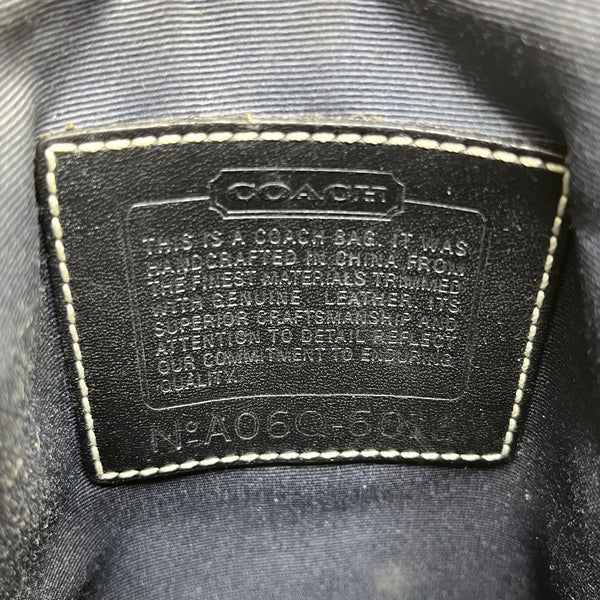 COACH
THIS IS A COACH BAG. IT WAS
HANDCRAFTED IN CHINA FROM
THE FINEST MATERIALS TRIMMED
WITH GENUINE LEATHER. ITS
SUPERIOR CRAFTSMANSHIP AND
ATTENTION TO DETAIL REFLECT
OUR COMMITMENT TO ENDURING
QUALITY.